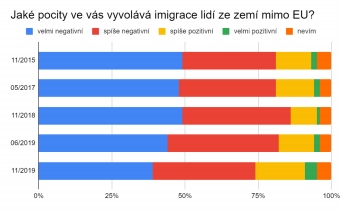 Jaké pocity ve vás vyvolává imigrace lidí ze zemí mimo EU?
velmi negativní spíše negativní spíše pozitivní velmi pozitivní nevím
11/2015
05/2017
11/2018
06/2019
11/2019
0% 25% 50% 75% 100%